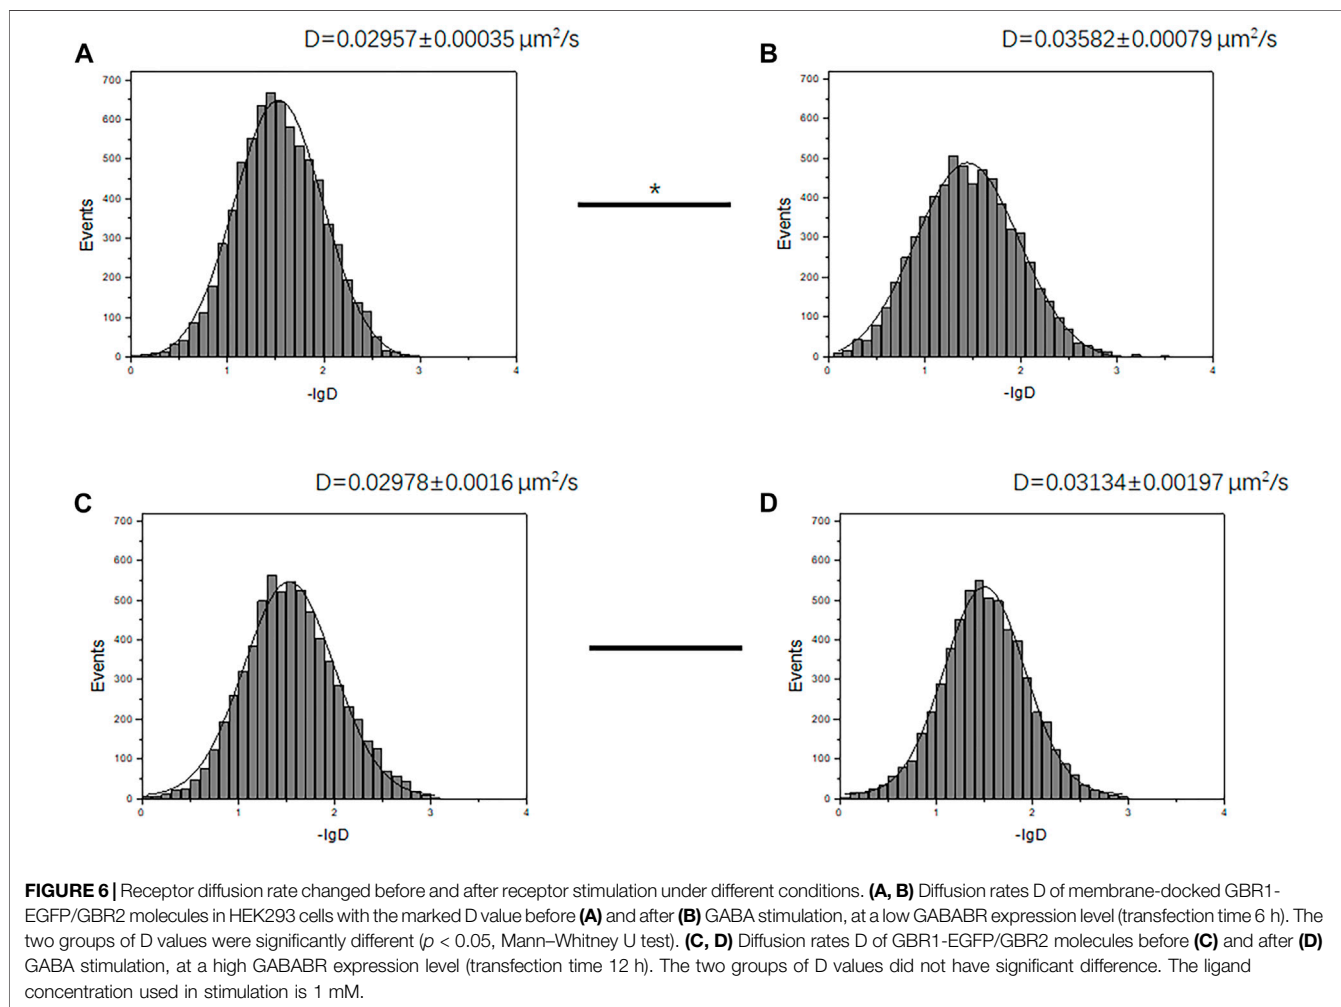 D=0.02957±0.00035 μm²/s
A
700
600
500
400
300
200
100
0
Events
0 1 2 3 4
-lgD
*
D=0.03582±0.00079 μm²/s
B
700
600
500
400
300
200
100
0
Events
0 1 2 3 4
-lgD
D=0.02978±0.0016 μm²/s
C
700
600
500
400
300
200
100
0
Events
0 1 2 3 4
-lgD
D=0.03134±0.00197 μm²/s
D
700
600
500
400
300
200
100
0
Events
0 1 2 3 4
-lgD
FIGURE 6 | Receptor diffusion rate changed before and after receptor stimulation under different conditions. (A, B) Diffusion rates D of membrane-docked GBR1-
EGFP/GBR2 molecules in HEK293 cells with the marked D value before (A) and after (B) GABA stimulation, at a low GABABR expression level (transfection time 6 h). The
two groups of D values were significantly different (p < 0.05, Mann–Whitney U test). (C, D) Diffusion rates D of GBR1-EGFP/GBR2 molecules before (C) and after (D)
GABA stimulation, at a high GABABR expression level (transfection time 12 h). The two groups of D values did not have significant difference. The ligand
concentration used in stimulation is 1 mM.